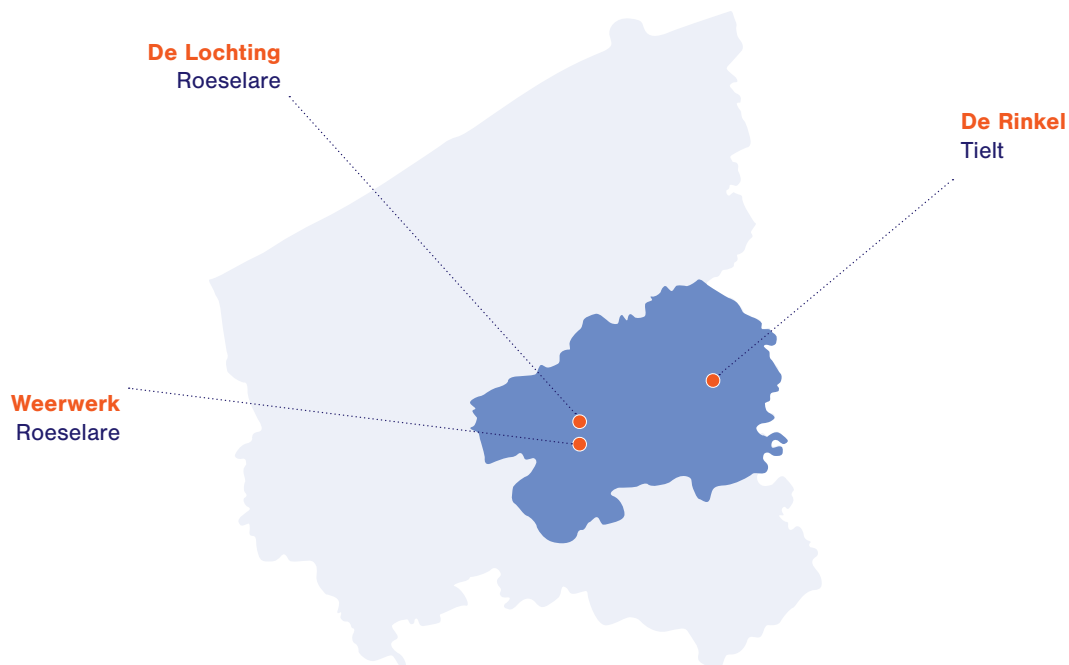 De Lochting
Roeselare
De Rinkel
Tielt
Weerwerk
Roeselare